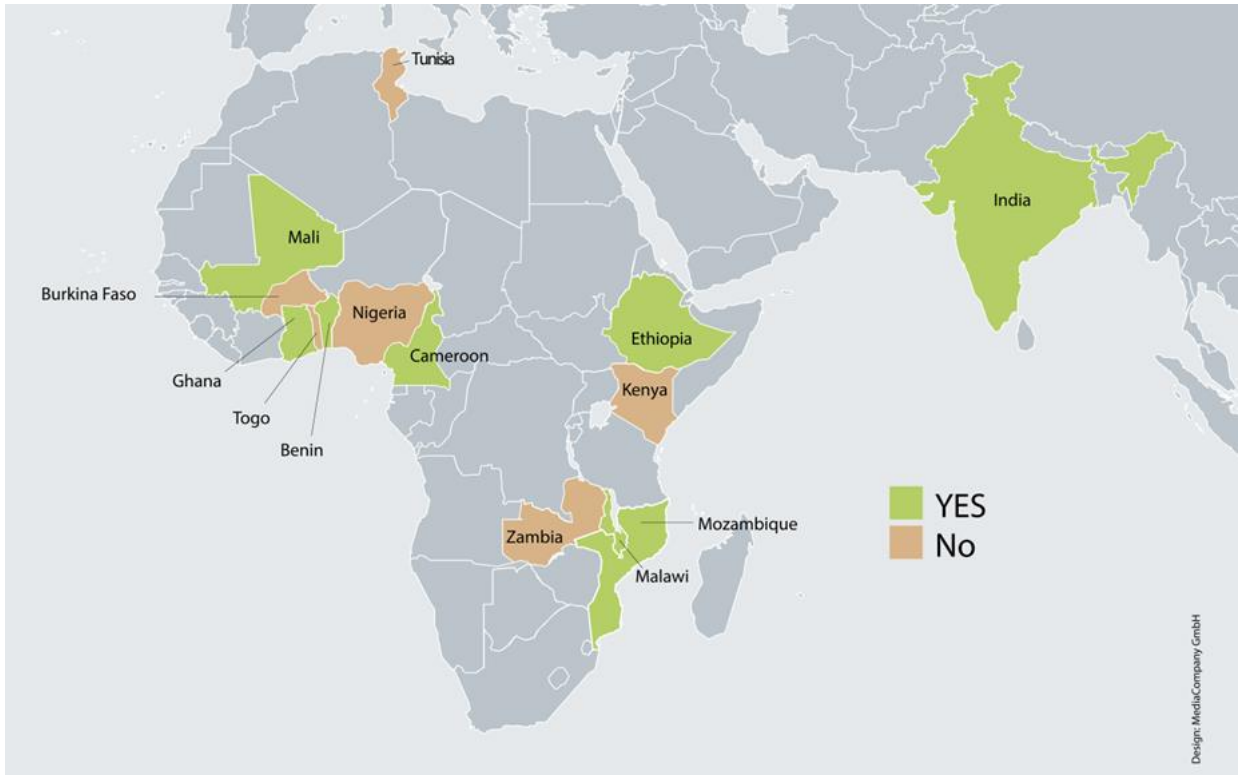 Tunisia
India
Mali
Burkina Faso
Nigeria
Ethiopia
Cameroon
Ghana
Kenya
Togo
Benin
YES
Mozambique
No
Zambia
Malawi
Design: MediaCompany GmbH